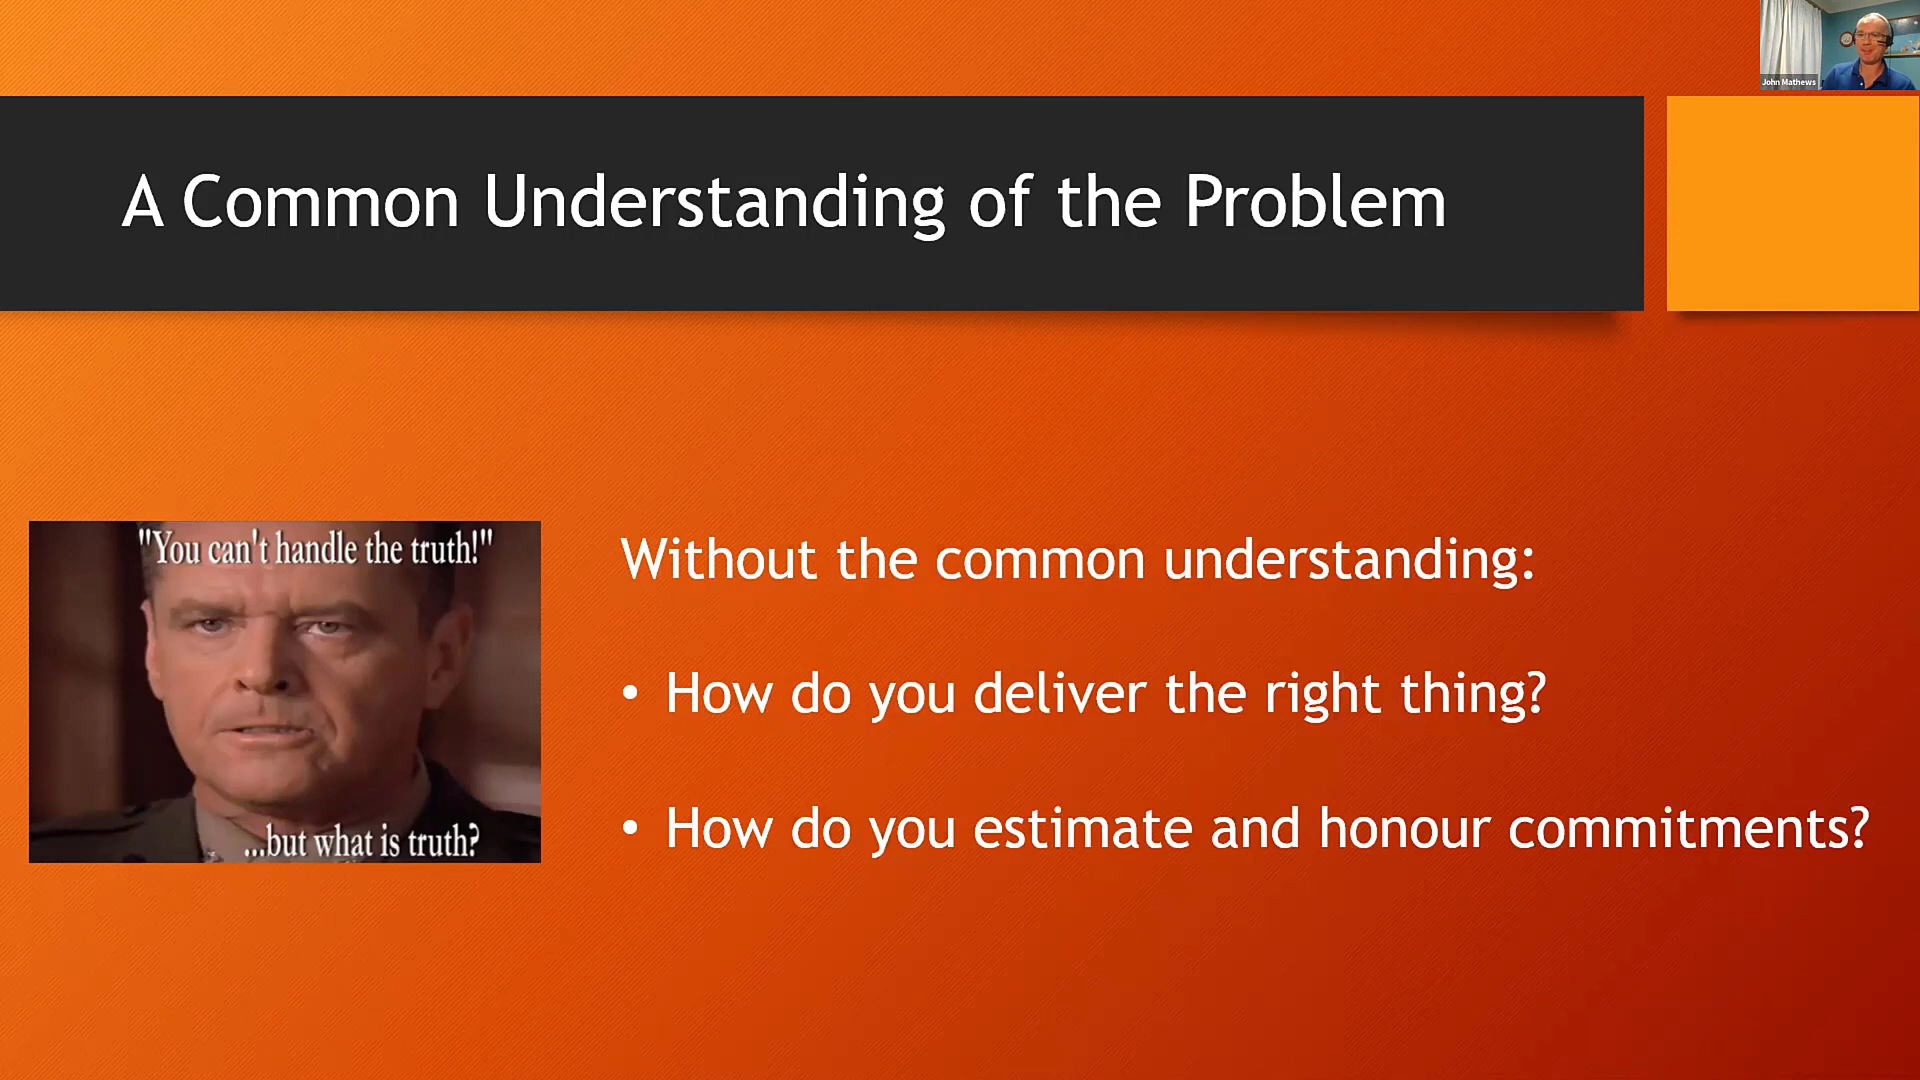 John Mathews
A Common Understanding of the Problem
"You can't handle the truth!"
...but what is truth?
Without the common understanding:
• How do you deliver the right thing?
• How do you estimate and honour commitments?